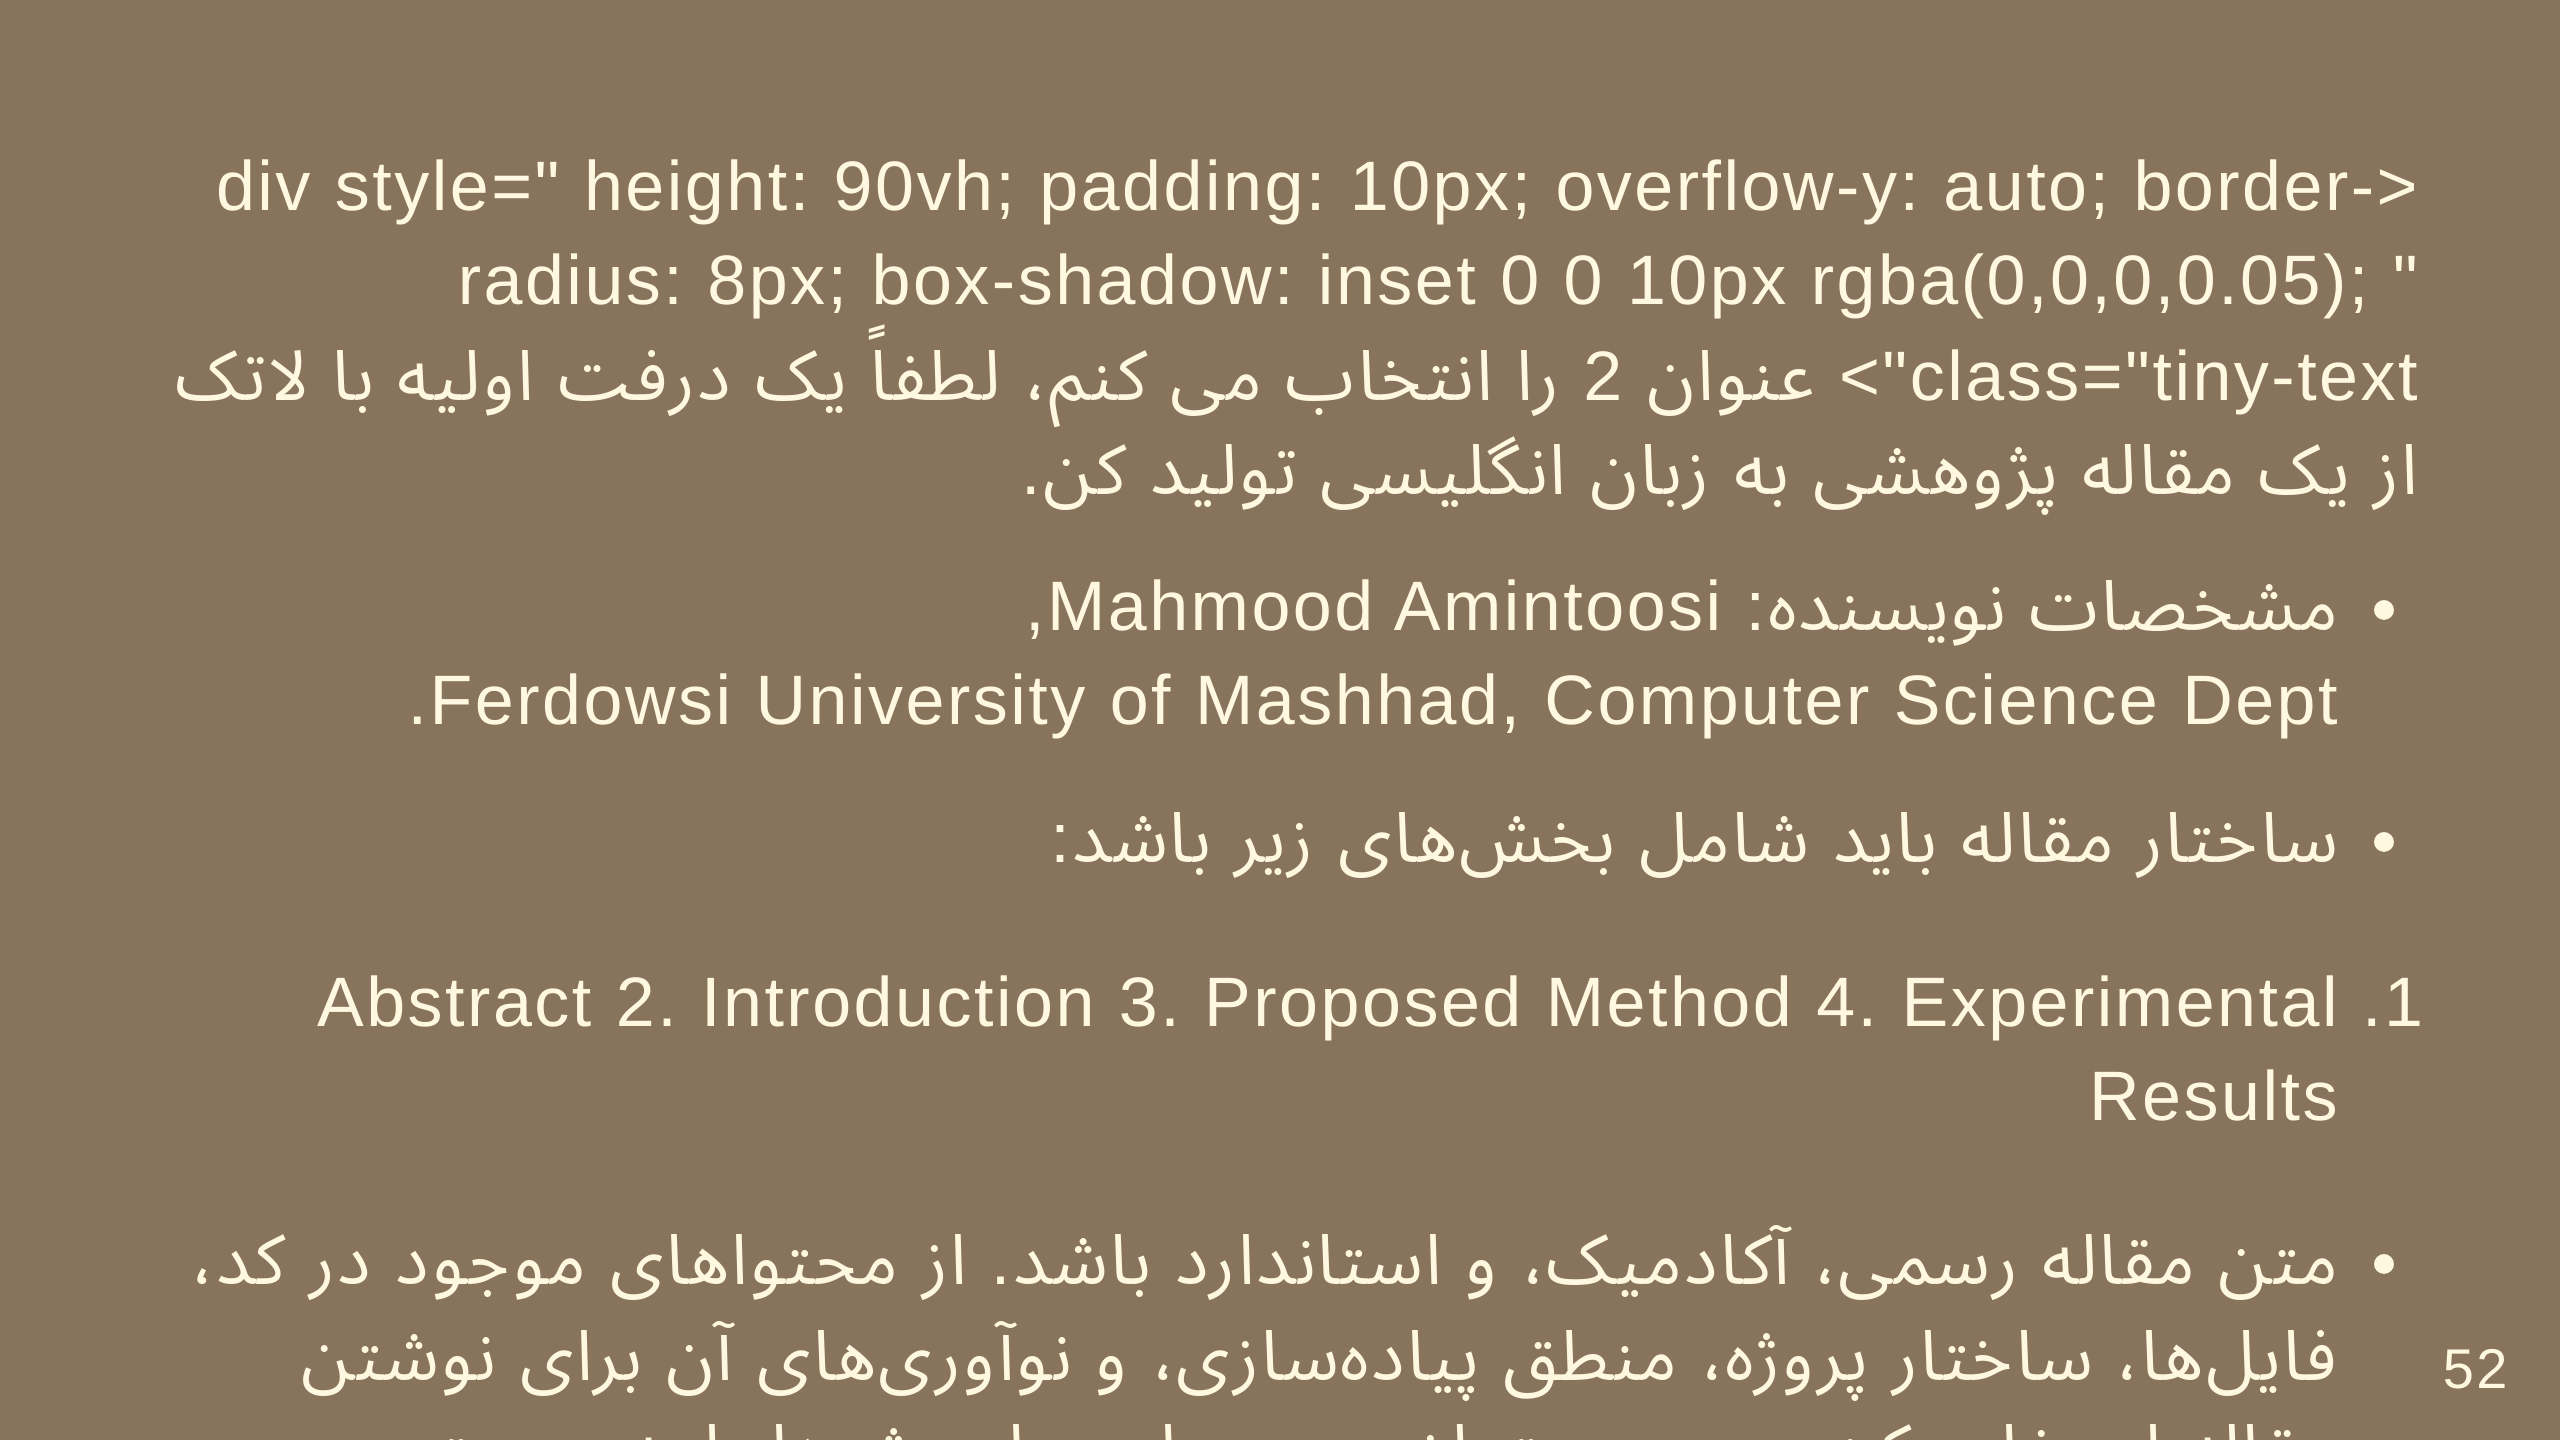 <div style=" height: 90vh; padding: 10px; overflow-y: auto; border-
radius: 8px; box-shadow: inset 0 0 10px rgba(0,0,0,0.05); "
class="tiny-text"> عنوان 2 را انتخاب می کنم، لطفاً یک درفت اولیه با لاتک
از یک مقاله پژوهشی به زبان انگلیسی تولید کن.
• مشخصات نویسنده: Mahmood Amintoosi,
Ferdowsi University of Mashhad, Computer Science Dept.
• ساختار مقاله باید شامل بخش‌های زیر باشد:
1. Abstract 2. Introduction 3. Proposed Method 4. Experimental
Results
• متن مقاله رسمی، آکادمیک، و استاندارد باشد. از محتواهای موجود در کد،
فایل‌ها، ساختار پروژه، منطق پیاده‌سازی، و نوآوری‌های آن برای نوشتن
52